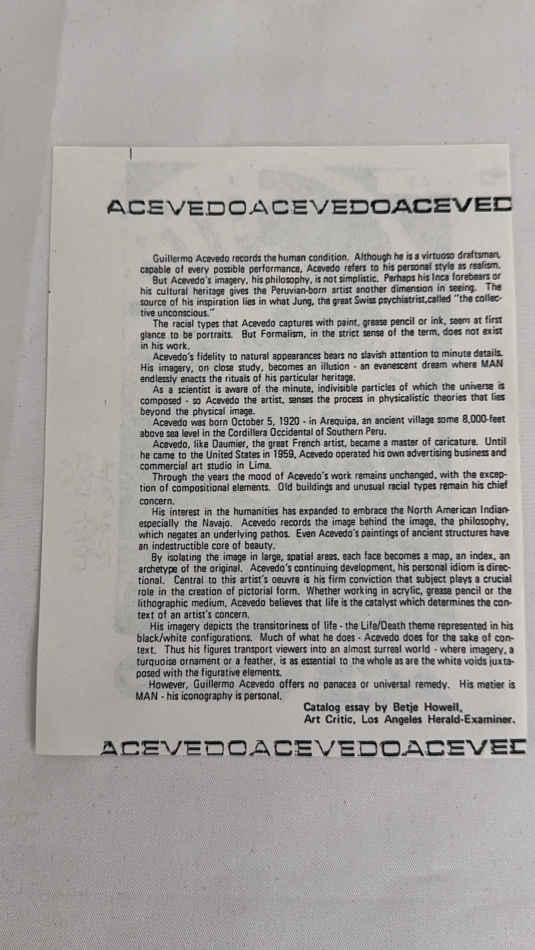 ACEVEDOACEVEDOACEVED
Guillermo Acevedo records the human condition. Although he is a virtuoso draftsman,
capable of every possible performance, Acevedo refers to his personal style as realism.
But Acevedo's imagery, his philosophy, is not simplistic. Perhaps his Inca forebears or
his cultural heritage gives the Peruvian-born artist another dimension in seeing. The
source of his inspiration lies in what Jung, the great Swiss psychiatrist,called "the collec-
tive unconscious."
The racial types that Acevedo captures with paint, grease pencil or ink, seem at first
glance to be portraits. But Formalism, in the strict sense of the term, does not exist
in his work.
Acevedo's fidelity to natural appearances bears no slavish attention to minute details.
His imagery, on close study, becomes an illusion - an evanescent dream where MAN
endlessly enacts the rituals of his particular heritage.
As a scientist is aware of the minute, indivisible particles of which the universe is
composed - so Acevedo the artist, senses the process in physicalistic theories that lies
beyond the physical image.
Acevedo was born October 5, 1920 - in Arequipa, an ancient village some 8,000-feet
above sea level in the Cordillera Occidental of Southern Peru.
Acevedo, like Daumier, the great French artist, became a master of caricature. Until
he came to the United States in 1959, Acevedo operated his own advertising business and
commercial art studio in Lima.
Through the years the mood of Acevedo's work remains unchanged, with the excep-
tion of compositional elements. Old buildings and unusual racial types remain his chief
concern.
His interest in the humanities has expanded to embrace the North American Indian-
especially the Navajo. Acevedo records the image behind the image, the philosophy,
which negates an underlying pathos. Even Acevedo's paintings of ancient structures have
an indestructible core of beauty.
By isolating the image in large, spatial areas, each face becomes a map, an index, an
archetype of the original. Acevedo's continuing development, his personal idiom is direc-
tional. Central to this artist's oeuvre is his firm conviction that subject plays a crucial
role in the creation of pictorial form. Whether working in acrylic, grease pencil or the
lithographic medium, Acevedo believes that life is the catalyst which determines the con-
text of an artist's concern.
His imagery depicts the transitoriness of life - the Life/Death theme represented in his
black/white configurations. Much of what he does - Acevedo does for the sake of con-
text. Thus his figures transport viewers into an almost surreal world - where imagery, a
turquoise ornament or a feather, is as essential to the whole as are the white voids juxta-
posed with the figurative elements.
However, Guillermo Acevedo offers no panacea or universal remedy. His metier is
MAN - his iconography is personal.
Catalog essay by Betje Howell,
Art Critic, Los Angeles Herald-Examiner.
ACEVEDOACEVEDOACEVED